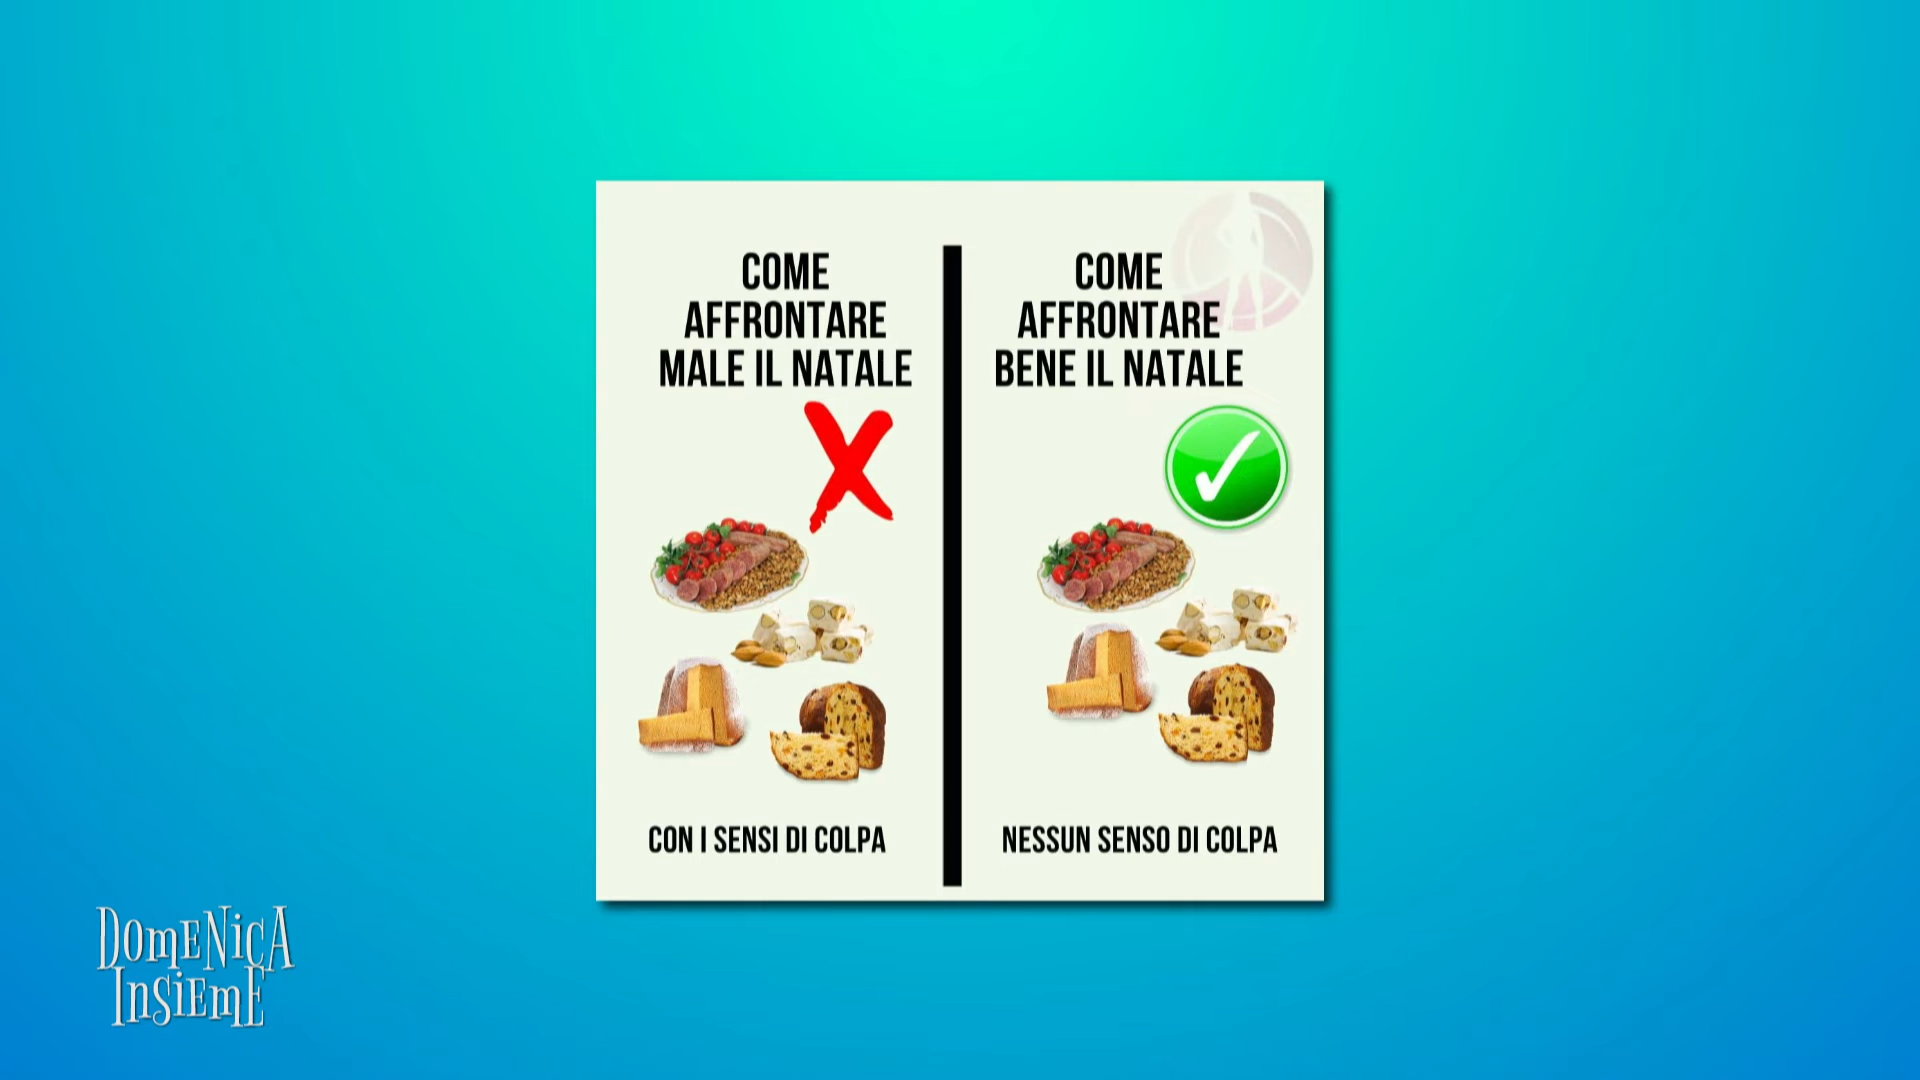 COME
AFFRONTARE
MALE IL NATALE
CON I SENSI DI COLPA
COME
AFFRONTARE
BENE IL NATALE
NESSUN SENSO DI COLPA
DOMENICA
INSIEME